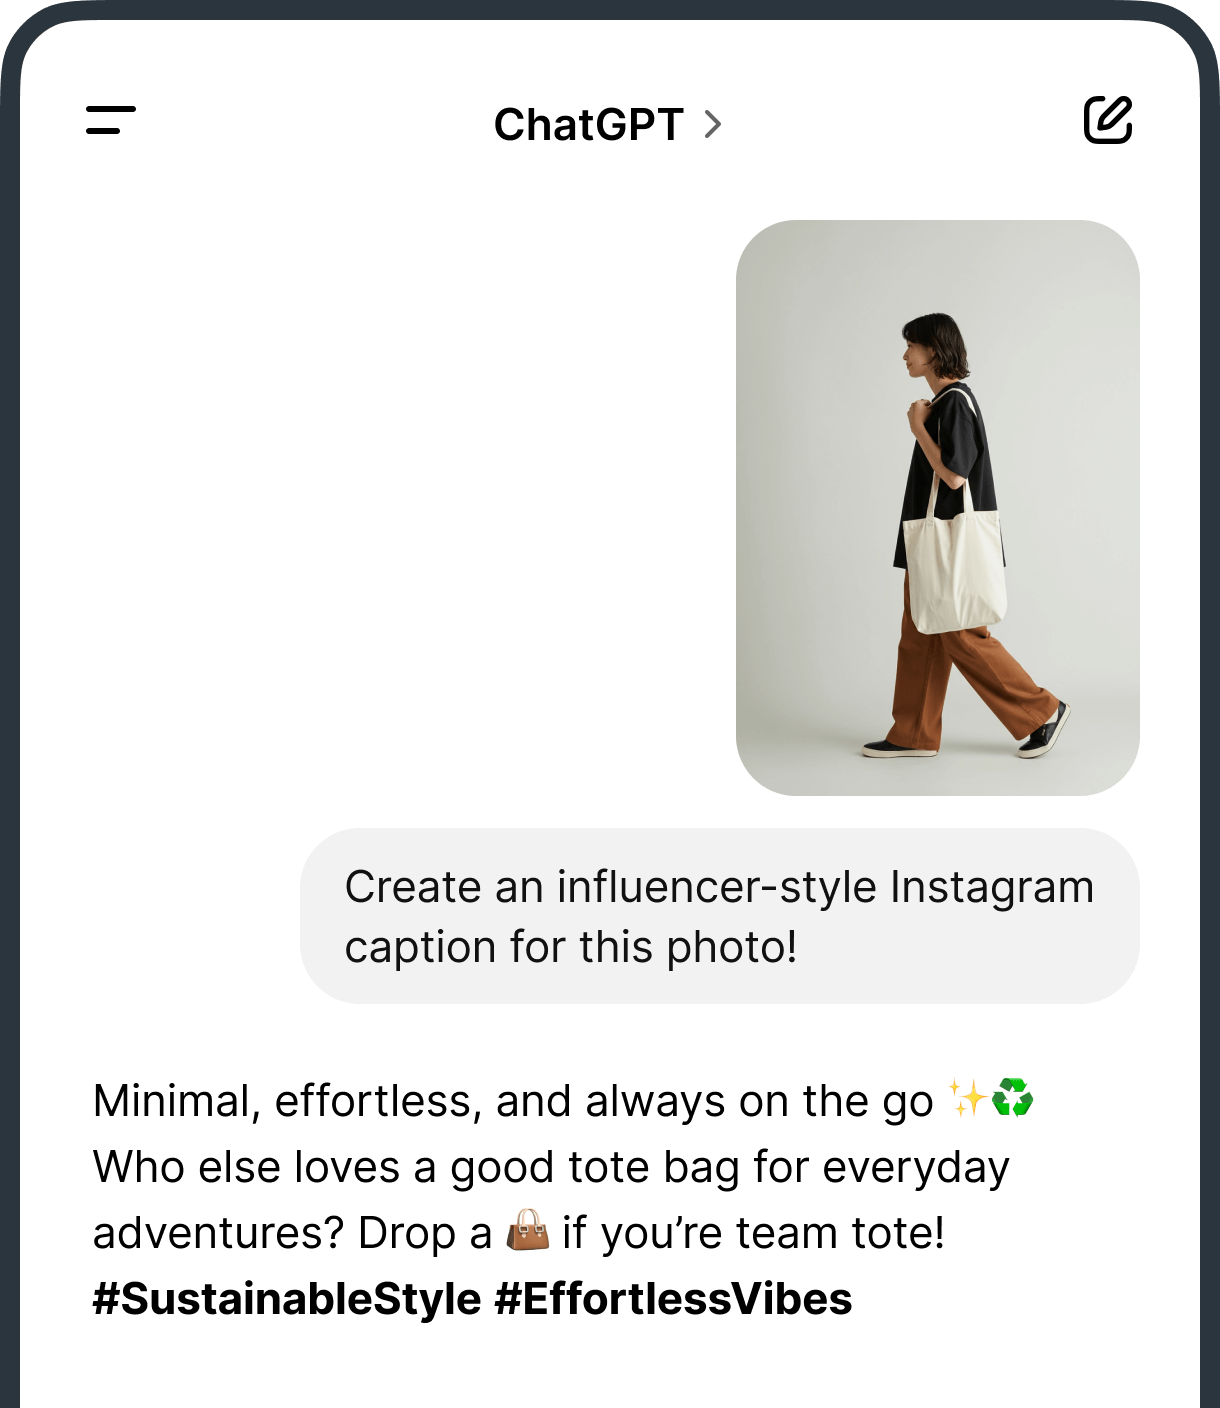 ChatGPT
Create an influencer-style Instagram
caption for this photo!
Minimal, effortless, and always on the go ✨♻️
Who else loves a good tote bag for everyday
adventures? Drop a 👜 if you’re team tote!
#SustainableStyle #EffortlessVibes